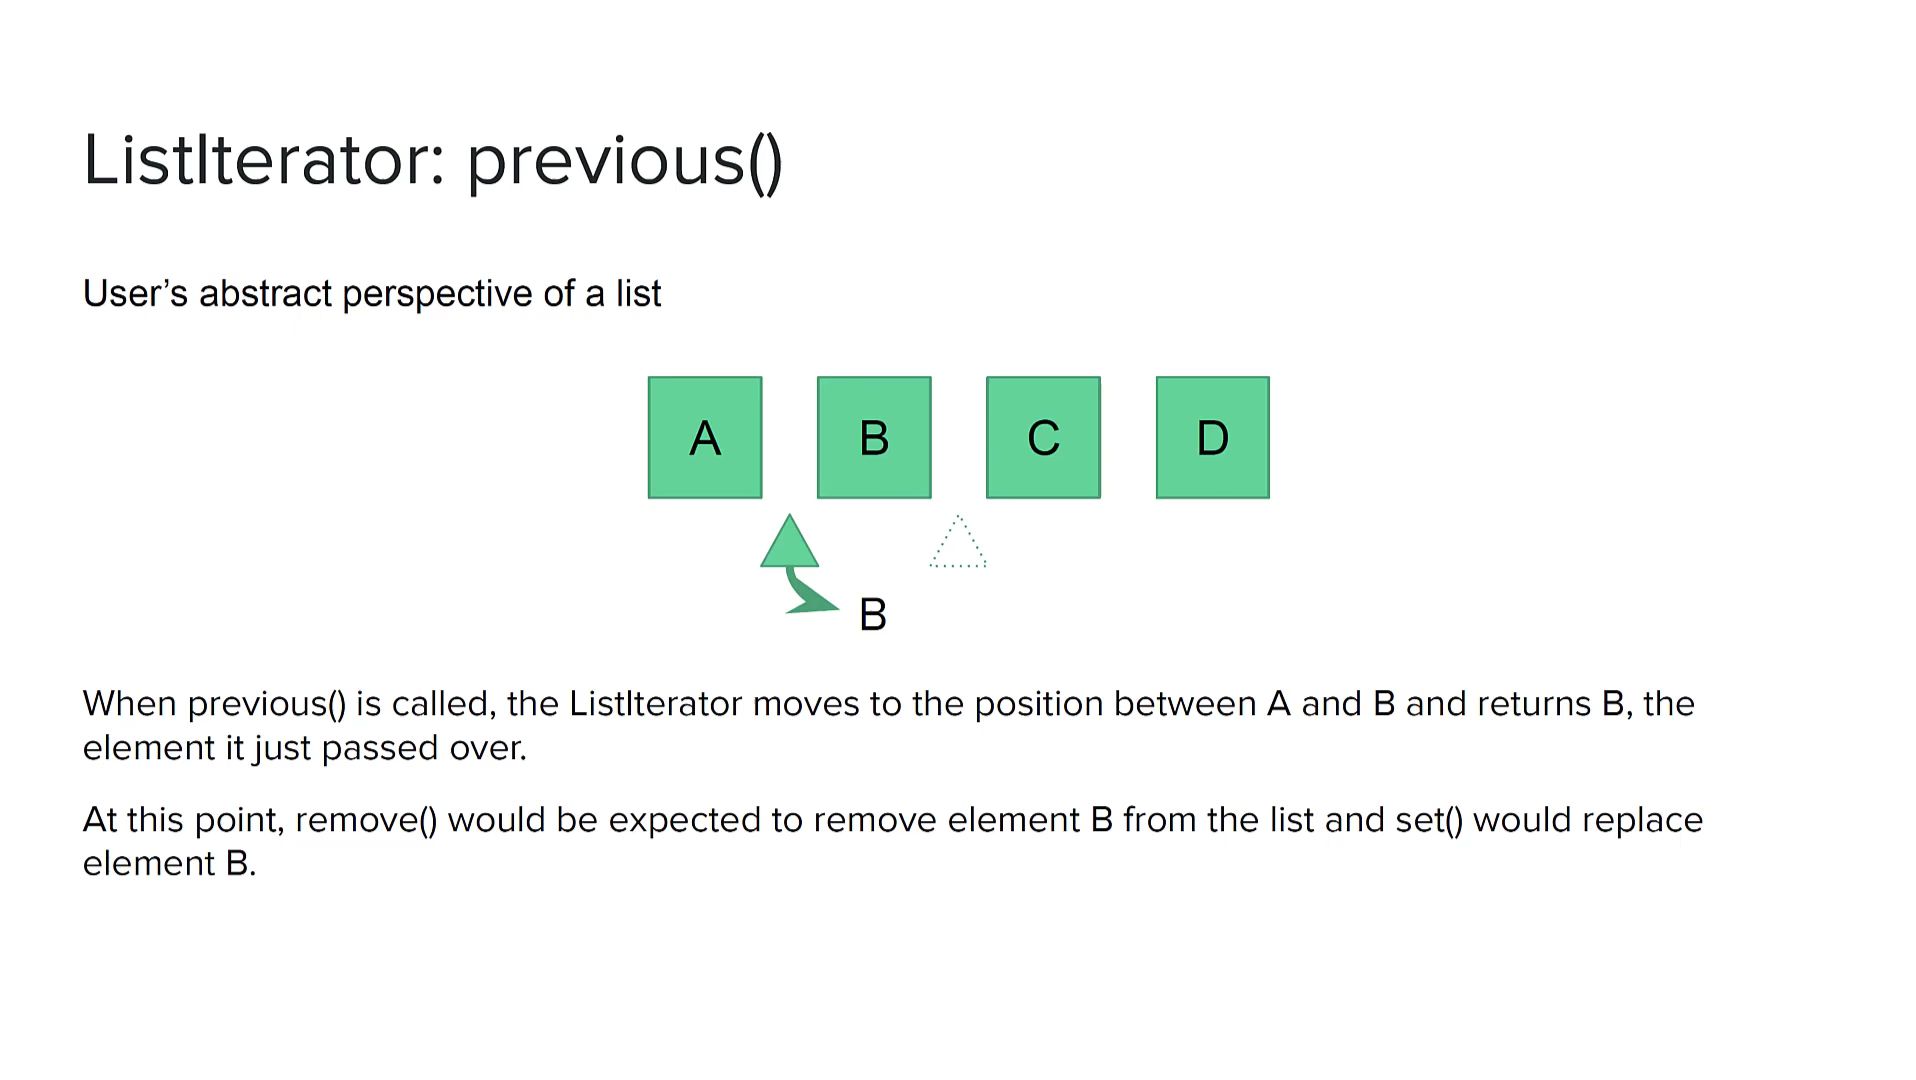 ListIterator: previous()
User’s abstract perspective of a list
A B C D
B
When previous() is called, the ListIterator moves to the position between A and B and returns B, the
element it just passed over.
At this point, remove() would be expected to remove element B from the list and set() would replace
element B.